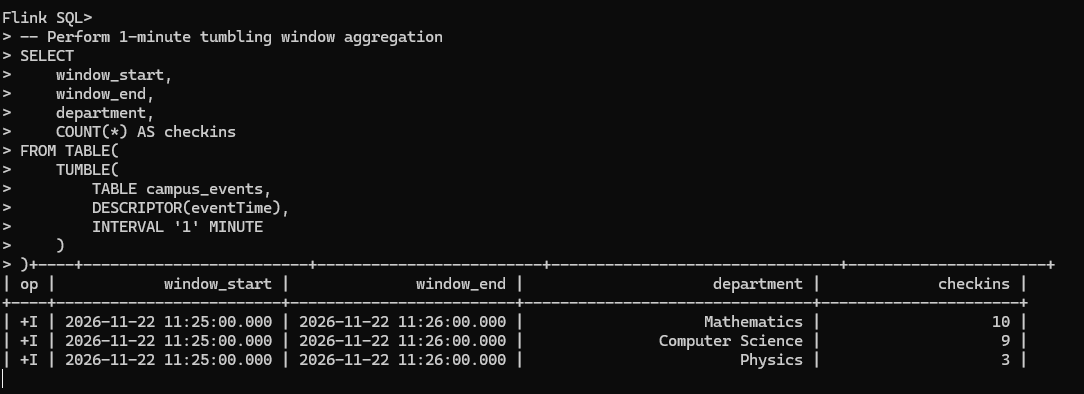 Flink SQL>
> -- Perform 1-minute tumbling window aggregation
> SELECT
>     window_start,
>     window_end,
>     department,
>     COUNT(*) AS checkins
> FROM TABLE(
>     TUMBLE(
>         TABLE campus_events,
>         DESCRIPTOR(eventTime),
>         INTERVAL '1' MINUTE
>     )
> )+----+-------------------------+-------------------------+--------------------------------+----------------------+
| op |            window_start |              window_end |                     department |             checkins |
+----+-------------------------+-------------------------+--------------------------------+----------------------+
| +I | 2026-11-22 11:25:00.000 | 2026-11-22 11:26:00.000 |                    Mathematics |                   10 |
| +I | 2026-11-22 11:25:00.000 | 2026-11-22 11:26:00.000 |               Computer Science |                    9 |
| +I | 2026-11-22 11:25:00.000 | 2026-11-22 11:26:00.000 |                        Physics |                    3 |